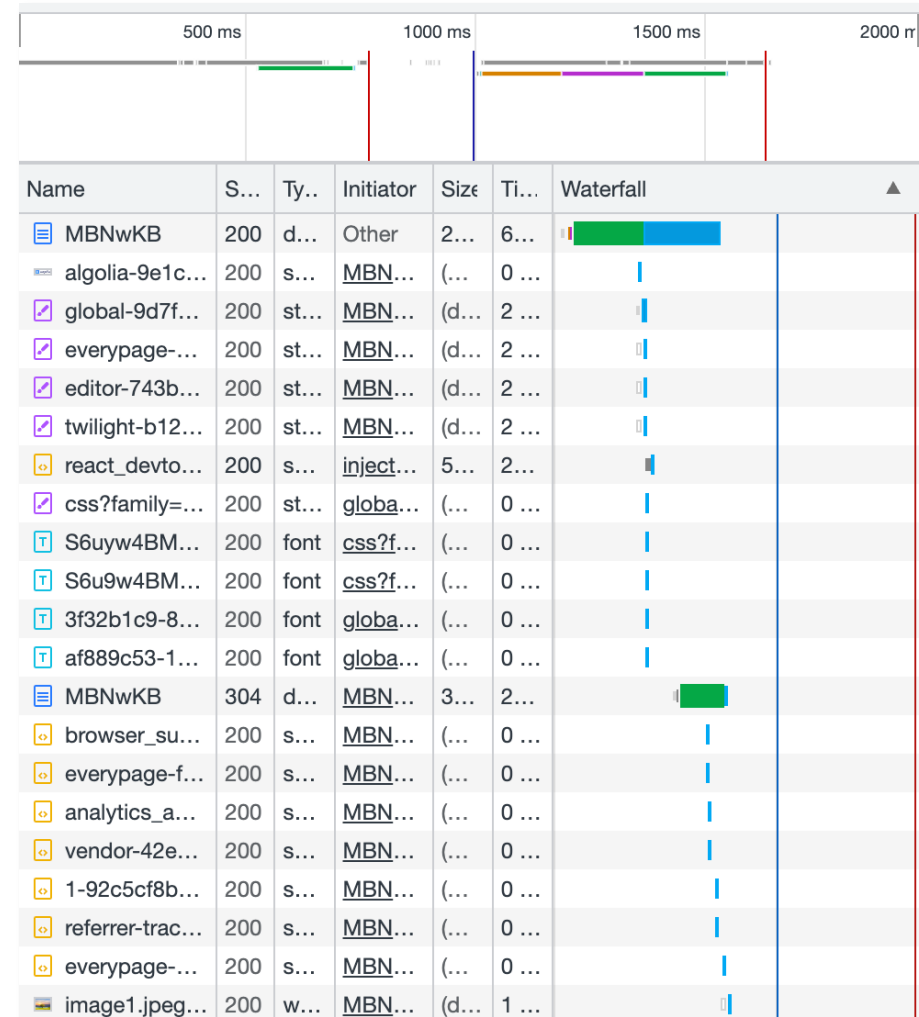 500 ms 1000 ms 1500 ms 2000 m
Name S... Ty.. Initiator Size Ti... Waterfall ▲
MBNwKB 200 d... Other 2... 6...
algolia-9e1c... 200 s... MBN... (... 0 ...
global-9d7f... 200 st... MBN... (d... 2 ...
everypage-... 200 st... MBN... (d... 2 ...
editor-743b... 200 st... MBN... (d... 2 ...
twilight-b12... 200 st... MBN... (d... 2 ...
react_devto... 200 s... inject... 5... 2...
css?family=... 200 st... globa... (... 0 ...
S6uyw4BM... 200 font css?f... (... 0 ...
S6u9w4BM... 200 font css?f... (... 0 ...
3f32b1c9-8... 200 font globa... (... 0 ...
af889c53-1... 200 font globa... (... 0 ...
MBNwKB 304 d... MBN... 3... 2...
browser_su... 200 s... MBN... (... 0 ...
everypage-f... 200 s... MBN... (... 0 ...
analytics_a... 200 s... MBN... (... 0 ...
vendor-42e... 200 s... MBN... (... 0 ...
1-92c5cf8b... 200 s... MBN... (... 0 ...
referrer-trac... 200 s... MBN... (... 0 ...
everypage-... 200 s... MBN... (... 0 ...
image1.jpeg... 200 w... MBN... (d... 1 ...